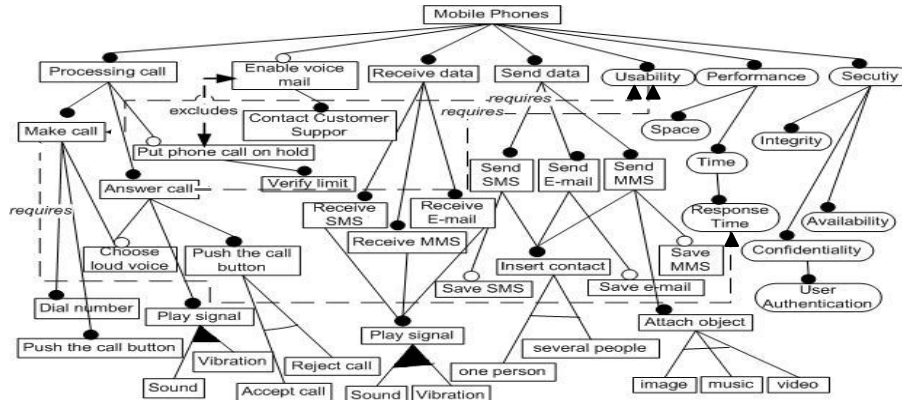 Mobile Phones
Processing call
Enable voice
mail
Receive data
Send data
Usability
Performance
Secutiy
requires
requires
excludes
Make call
Contact Customer
Suppor
Space
Integrity
Put phone call on hold
Verify limit
Answer call
Send
SMS
Send
E-mail
Send
MMS
Time
requires
Receive
SMS
Receive
E-mail
Receive MMS
Response
Time
Availability
Choose
loud voice
Push the call
button
Insert contact
Save
MMS
Confidentiality
Save SMS
Save e-mail
User
Authentication
Dial number
Play signal
Play signal
Attach object
Push the call button
Vibration
Reject call
several people
one person
Sound
Accept call
Sound
Vibration
image
music
video